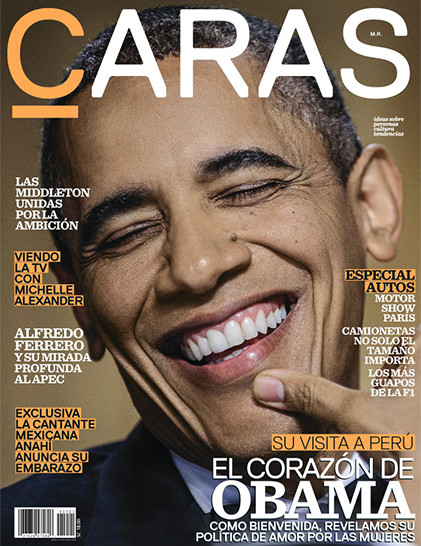 CARAS
M.R.
ideas sobre
personas
cultura
tendencias
LAS
MIDDLETON
UNIDAS
POR LA
AMBICIÓN
VIENDO
LA TV
CON
MICHELLE
ALEXANDER
ALFREDO
FERRERO
Y SU MIRADA
PROFUNDA
AL APEC
EXCLUSIVA
LA CANTANTE
MEXICANA
ANAHÍ
ANUNCIA SU
EMBARAZO
ESPECIAL
AUTOS
MOTOR
SHOW
PARÍS
CAMIONETAS
NO SOLO EL
TAMAÑO
IMPORTA
LOS MÁS
GUAPOS
DE LA F1
SU VISITA A PERÚ
EL CORAZÓN DE
OBAMA
COMO BIENVENIDA, REVELAMOS SU
POLÍTICA DE AMOR POR LAS MUJERES
S/. 18.00